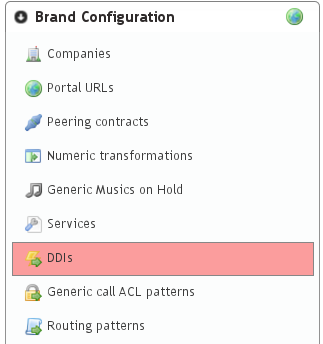 Brand Configuration
Companies
Portal URLs
Peering contracts
Numeric transformations
Generic Musics on Hold
Services
DDIs
Generic call ACL patterns
Routing patterns